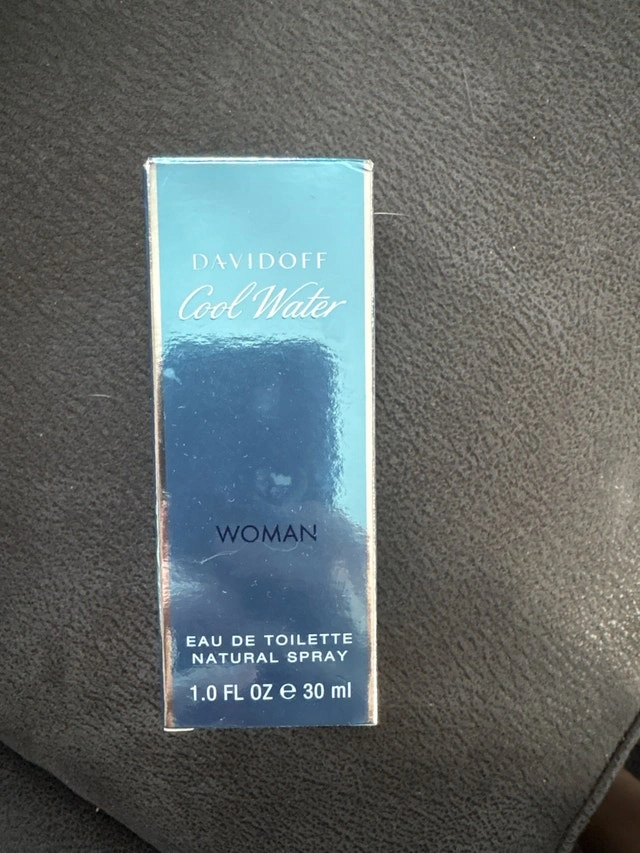 DAVIDOFF
Cool Water
WOMAN
EAU DE TOILETTE
NATURAL SPRAY
1.0 FL OZ e 30 ml